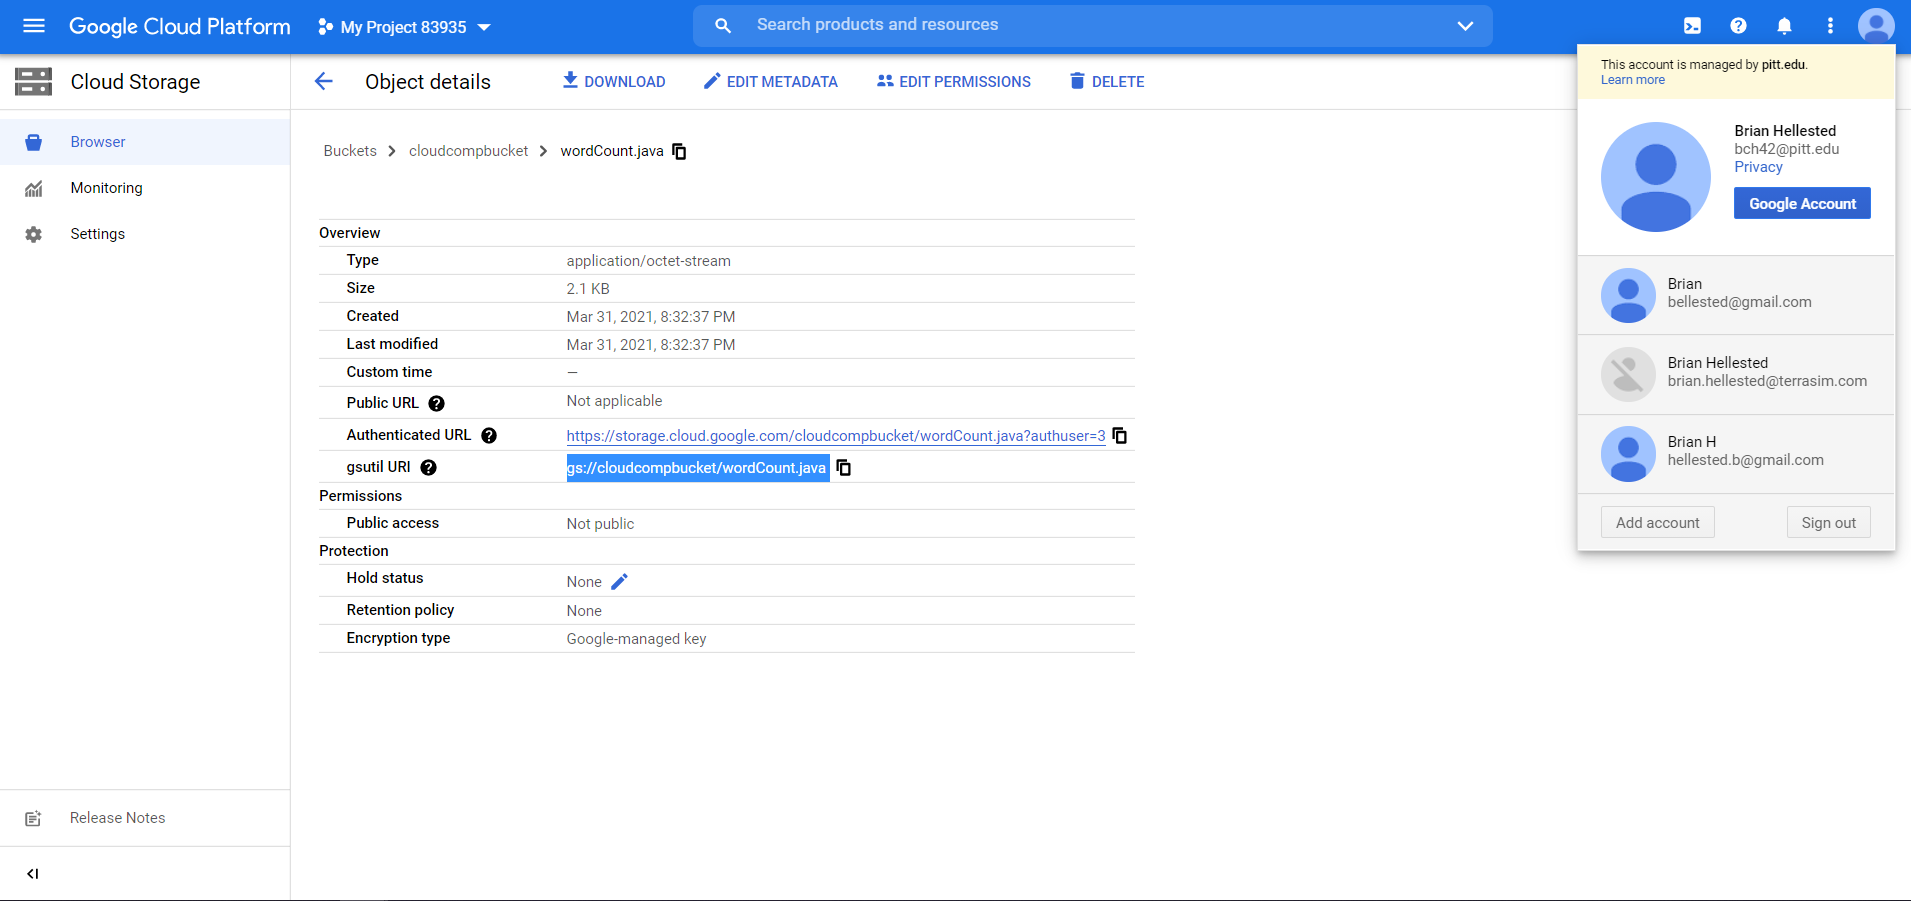 Google Cloud Platform
My Project 83935
Search products and resources
Cloud Storage
Object details
DOWNLOAD
EDIT METADATA
EDIT PERMISSIONS
DELETE
Browser
Monitoring
Settings
Release Notes
Buckets
cloudcompbucket
wordCount.java
Overview
Type application/octet-stream
Size 2.1 KB
Created Mar 31, 2021, 8:32:37 PM
Last modified Mar 31, 2021, 8:32:37 PM
Custom time —
Public URL Not applicable
Authenticated URL https://storage.cloud.google.com/cloudcompbucket/wordCount.java?authuser=3
gsutil URI gs://cloudcompbucket/wordCount.java
Permissions
Public access Not public
Protection
Hold status None
Retention policy None
Encryption type Google-managed key
This account is managed by pitt.edu.
Learn more
Brian Hellested
bch42@pitt.edu
Privacy
Google Account
Brian
bellested@gmail.com
Brian Hellested
brian.hellested@terrasim.com
Brian H
hellested.b@gmail.com
Add account
Sign out